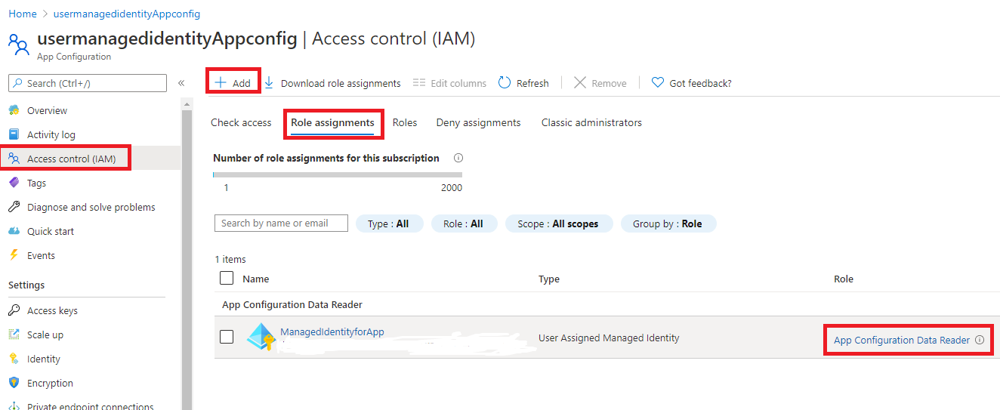 Home > usermanagedidentityAppconfig
usermanagedidentityAppconfig | Access control (IAM)
App Configuration
Search (Ctrl+/)
«
Overview
Activity log
Access control (IAM)
Tags
Diagnose and solve problems
Quick start
Events
Settings
Access keys
Scale up
Identity
Encryption
Private endpoint connections
+ Add Download role assignments Edit columns Refresh Remove Got feedback?
Check access Role assignments Roles Deny assignments Classic administrators
Number of role assignments for this subscription
1 2000
Search by name or email Type : All Role : All Scope : All scopes Group by : Role
1 items
Name Type Role
App Configuration Data Reader
ManagedIdentityforApp User Assigned Managed Identity App Configuration Data Reader